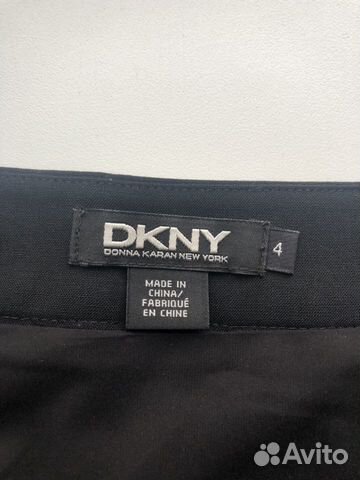 DKNY
DONNA KARAN NEW YORK
4
MADE IN
CHINA/
FABRIQUÉ
EN CHINE
Avito